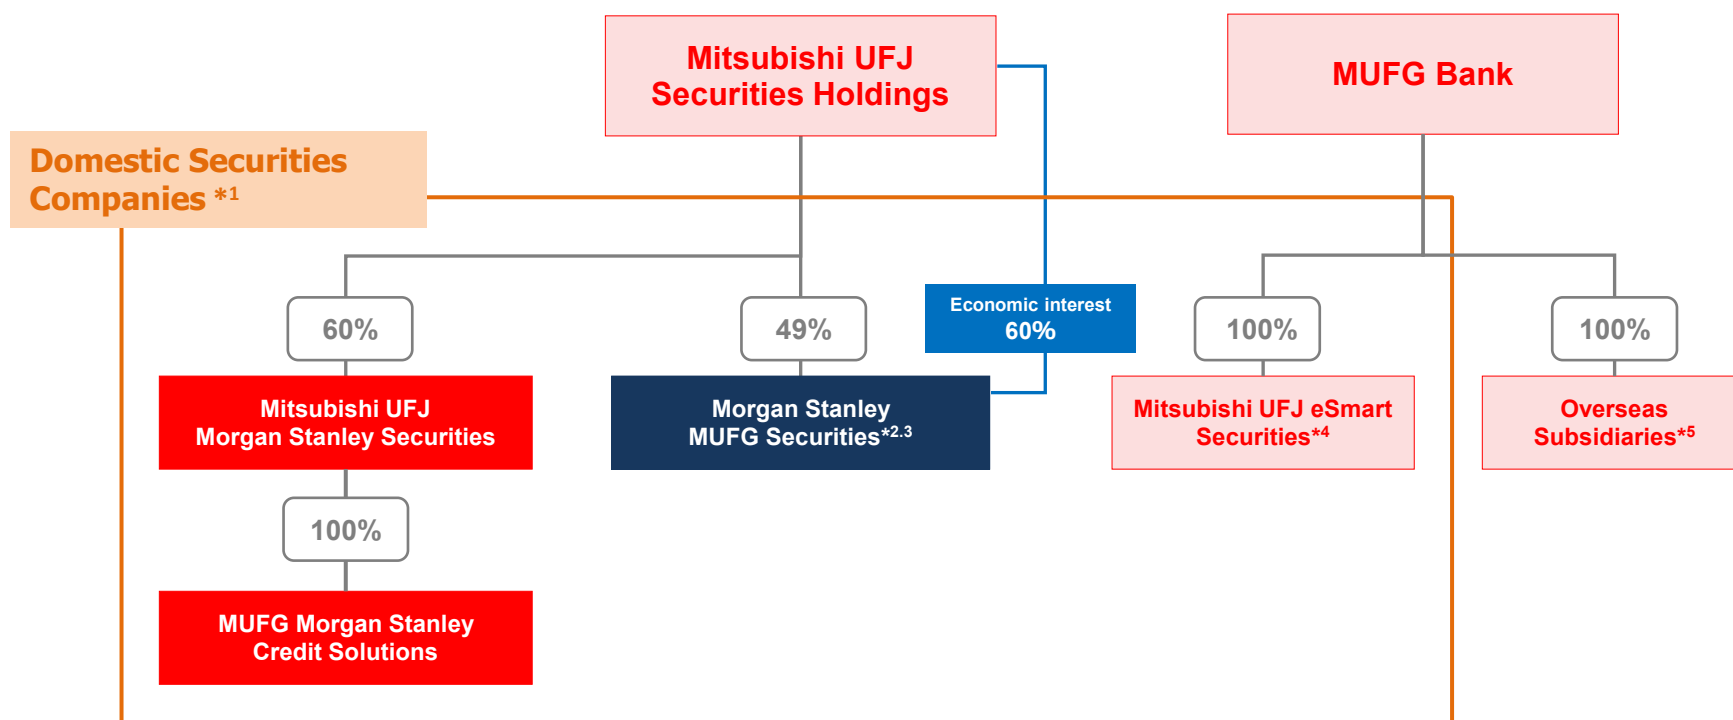 Mitsubishi UFJ
Securities Holdings
MUFG Bank
Domestic Securities
Companies *1
60%
49%
Economic interest
60%
100%
100%
Mitsubishi UFJ
Morgan Stanley Securities
Morgan Stanley
MUFG Securities*2.3
Mitsubishi UFJ eSmart
Securities*4
Overseas
Subsidiaries*5
100%
MUFG Morgan Stanley
Credit Solutions